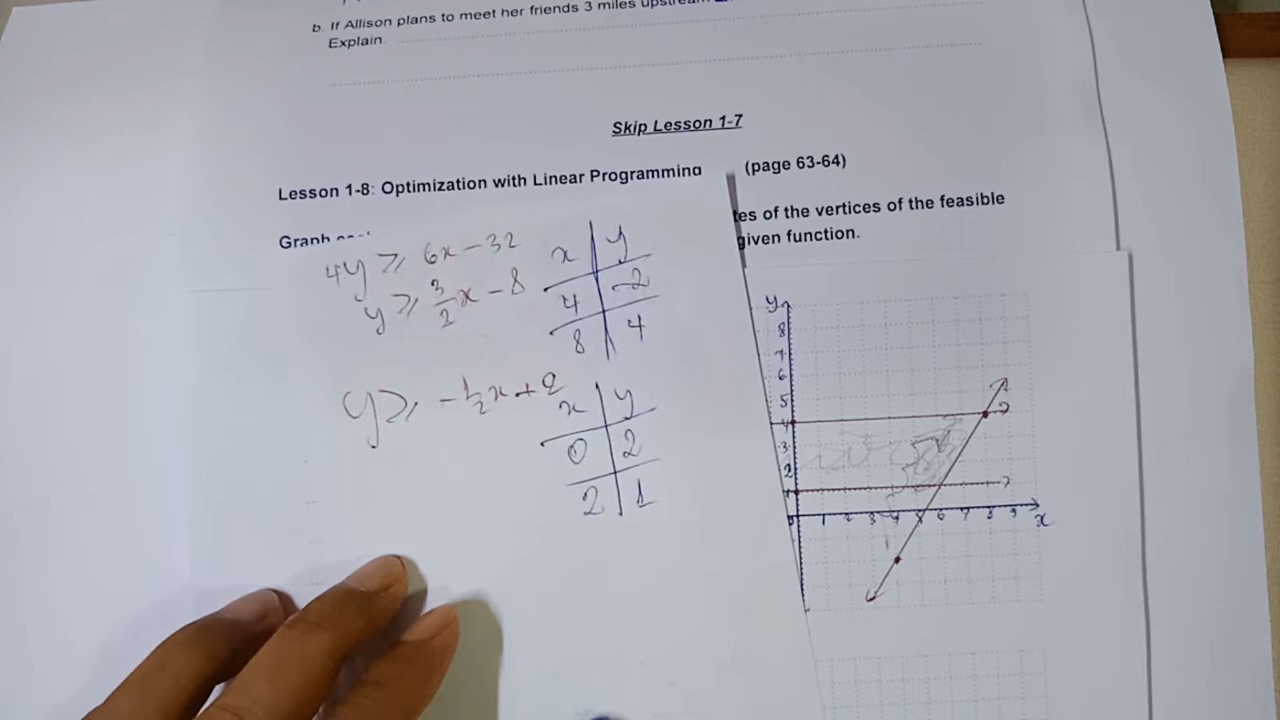 b. If Allison plans to meet her friends 3 miles upstream
Explain.
Skip Lesson 1-7
Lesson 1-8: Optimization with Linear Programming (page 63-64)
Graph
tes of the vertices of the feasible
given function.
4y ≥ 6x - 32
y ≥ 3/2 x - 8
x | y
4 | -2
8 | 4
y ≥ -1/2 x + 2
x | y
0 | 2
2 | 1
y
8
7
6
5
4
3
2
1
0 1 2 3 4 5 6 7 8 9 x